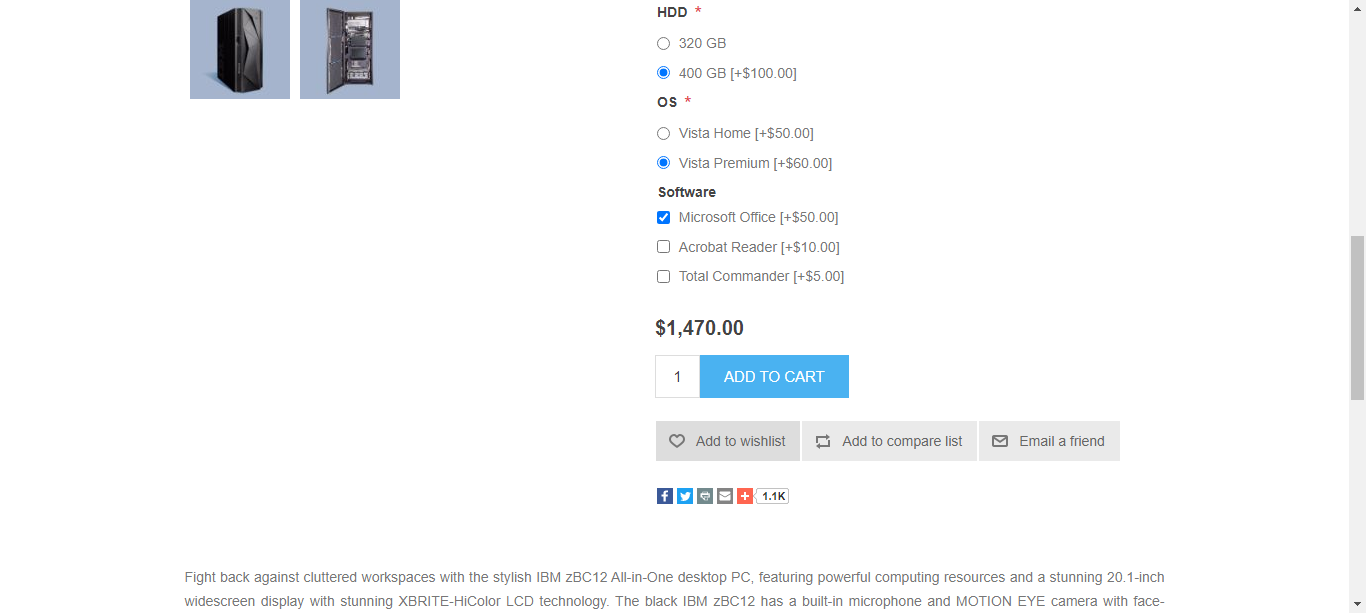 HDD *
320 GB
400 GB [+$100.00]
OS *
Vista Home [+$50.00]
Vista Premium [+$60.00]
Software
Microsoft Office [+$50.00]
Acrobat Reader [+$10.00]
Total Commander [+$5.00]
$1,470.00
1 ADD TO CART
Add to wishlist Add to compare list Email a friend
1.1K
Fight back against cluttered workspaces with the stylish IBM zBC12 All-in-One desktop PC, featuring powerful computing resources and a stunning 20.1-inch
widescreen display with stunning XBRITE-HiColor LCD technology. The black IBM zBC12 has a built-in microphone and MOTION EYE camera with face-